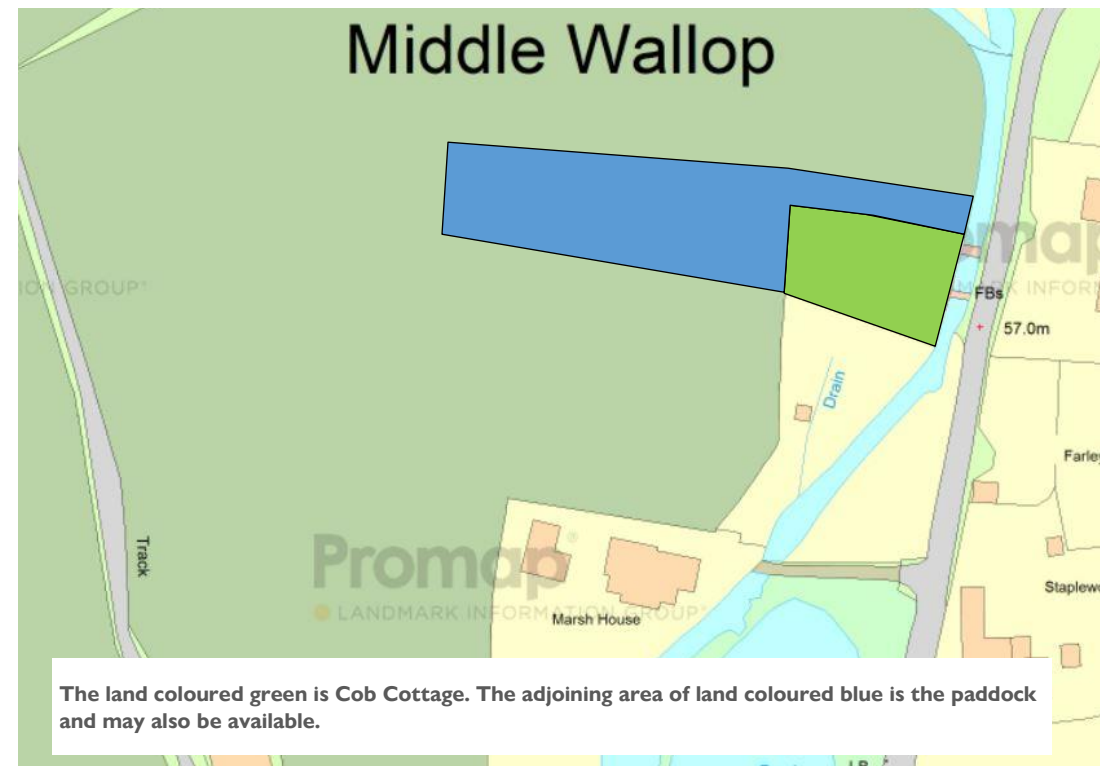 Middle Wallop
GROUP®
FBs
57.0m
Drain
Farley
Track
Promap®
LANDMARK INFORMATION GROUP®
Marsh House
The land coloured green is Cob Cottage. The adjoining area of land coloured blue is the paddock
and may also be available.